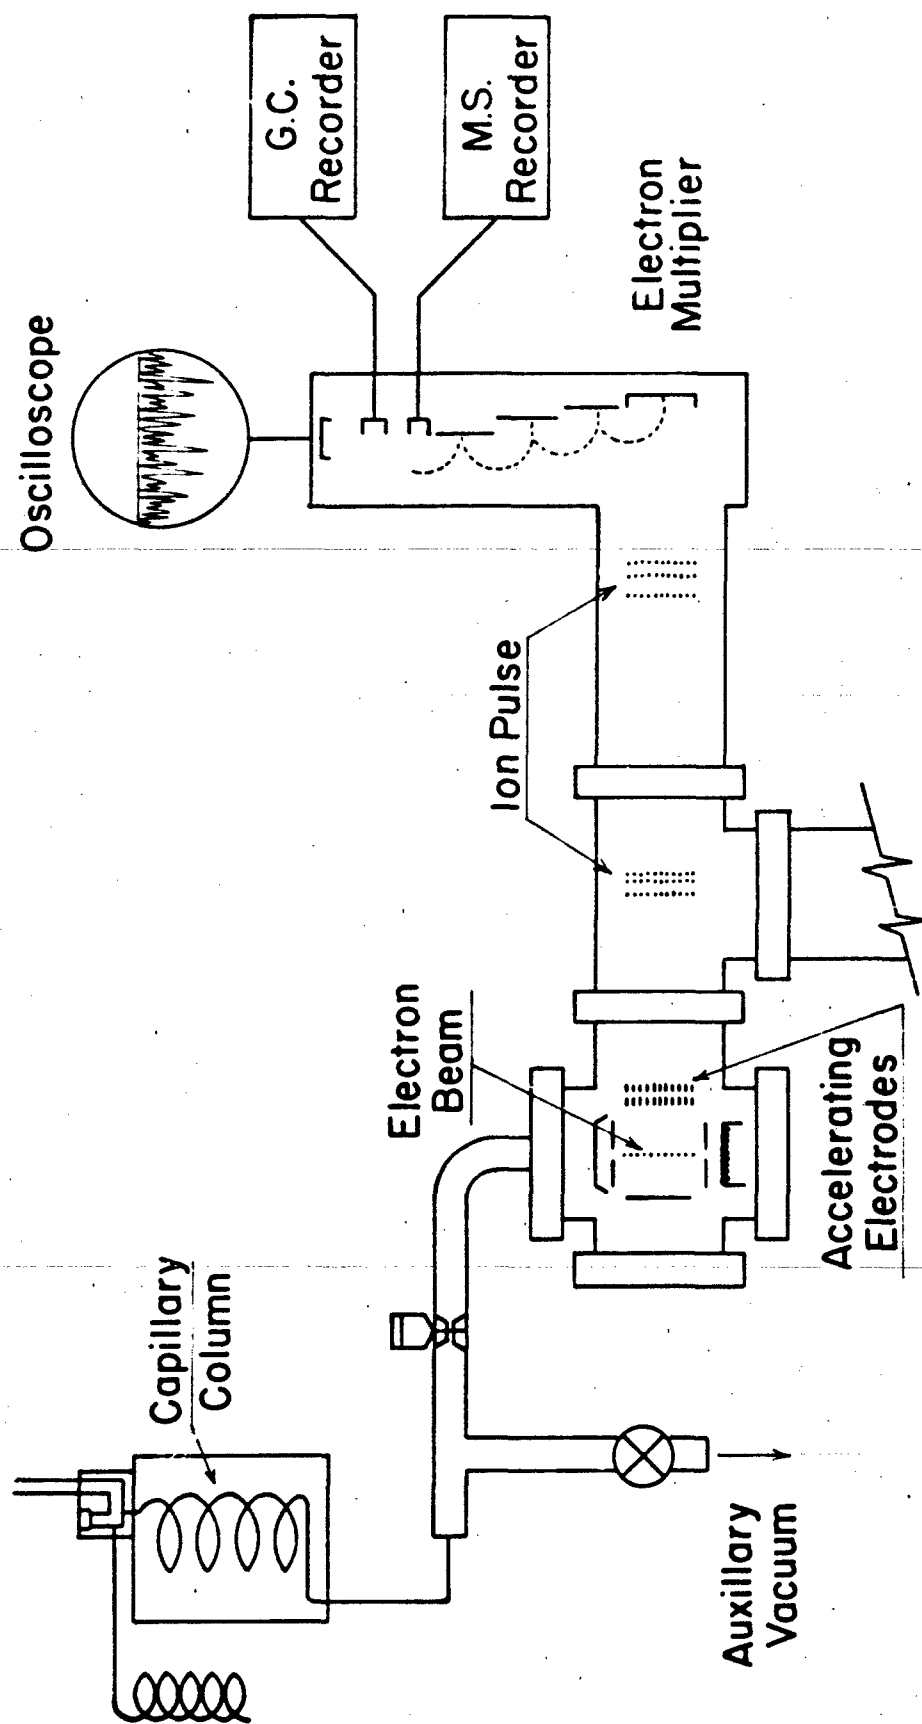 Oscilloscope
G.C.
Recorder
M.S.
Recorder
Electron
Multiplier
Ion Pulse
Electron
Beam
Accelerating
Electrodes
Capillary
Column
Auxillary
Vacuum